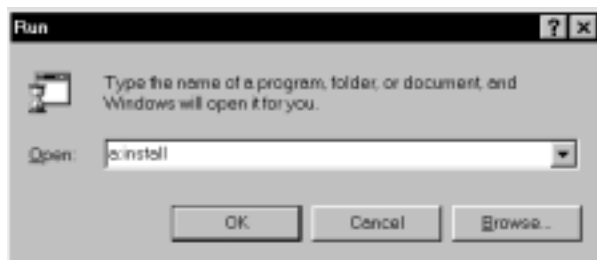 Run
Type the name of a program, folder, or document, and
Windows will open it for you.
Open: a:install
OK Cancel Browse...